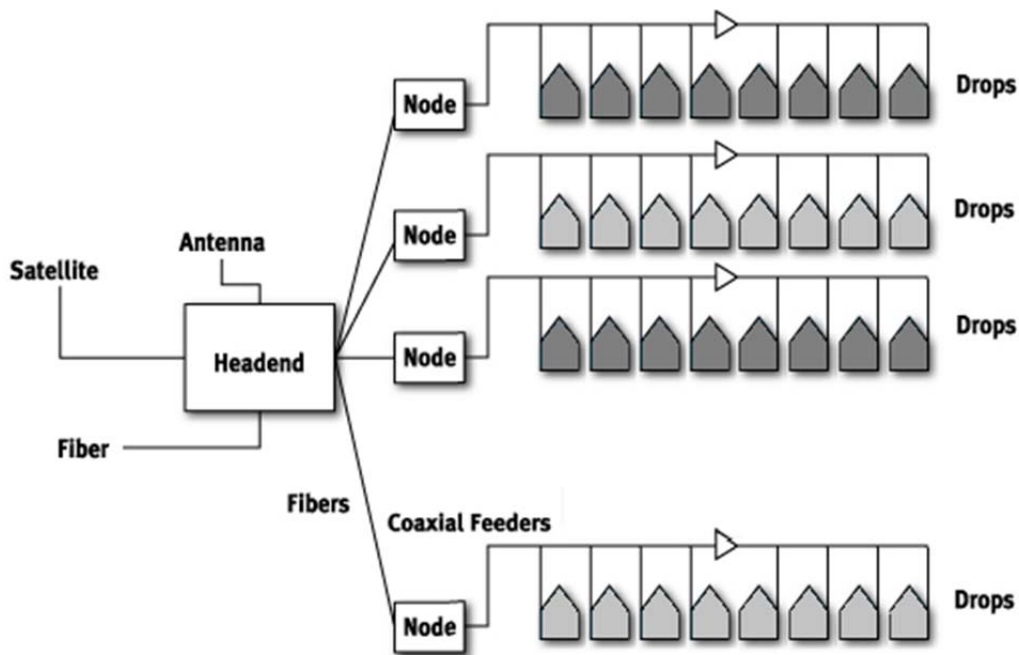 Node
Drops
Node
Drops
Antenna
Satellite
Headend
Node
Drops
Fiber
Fibers
Coaxial Feeders
Node
Drops